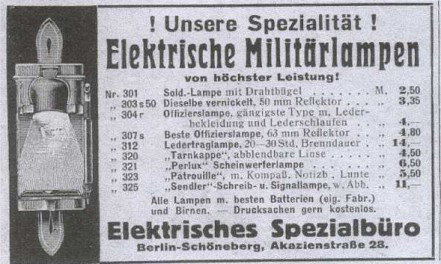 ! Unsere Spezialität !
Elektrische Militärlampen
von höchster Leistung!
Nr. 301 Sold.-Lampe mit Drahtbügel . . . . . . M. 2,50
„ 303s50 Dieselbe vernickelt, 50 mm Reflektor . . . „ 3,35
„ 304r Offizierslampe, gängigste Type m. Leder-
bekleidung und Lederschlaufen . . . . „ 4,—
„ 307s Beste Offizierslampe, 63 mm Reflektor . . „ 4,80
„ 312 Ledertraglampe, 20—30 Std. Brenndauer „ 14,—
„ 320 „Tarnkappe", abblendbare Linse . . . . „ 4,50
„ 321 „Perlux" Scheinwerferlampe . . . . „ 6,50
„ 323 „Patrouille", m. Kompaß, Notizb., Lunte „ 5,50
„ 325 „Sendler"-Schreib- u. Signallampe, w. Abb. „ 11,—
Alle Lampen m. besten Batterien (eig. Fabr.)
und Birnen. — Drucksachen gern kostenlos.
Elektrisches Spezialbüro
Berlin-Schöneberg, Akazienstraße 28.